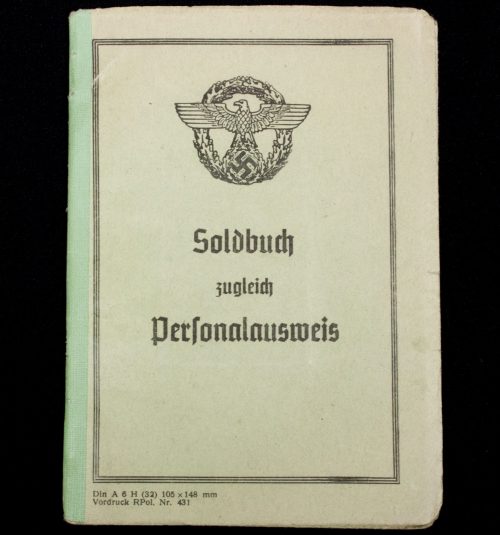 Soldbuch
zugleich
Personalausweis
Din A 6 H (32) 105 × 148 mm
Vordruck RPol. Nr. 431